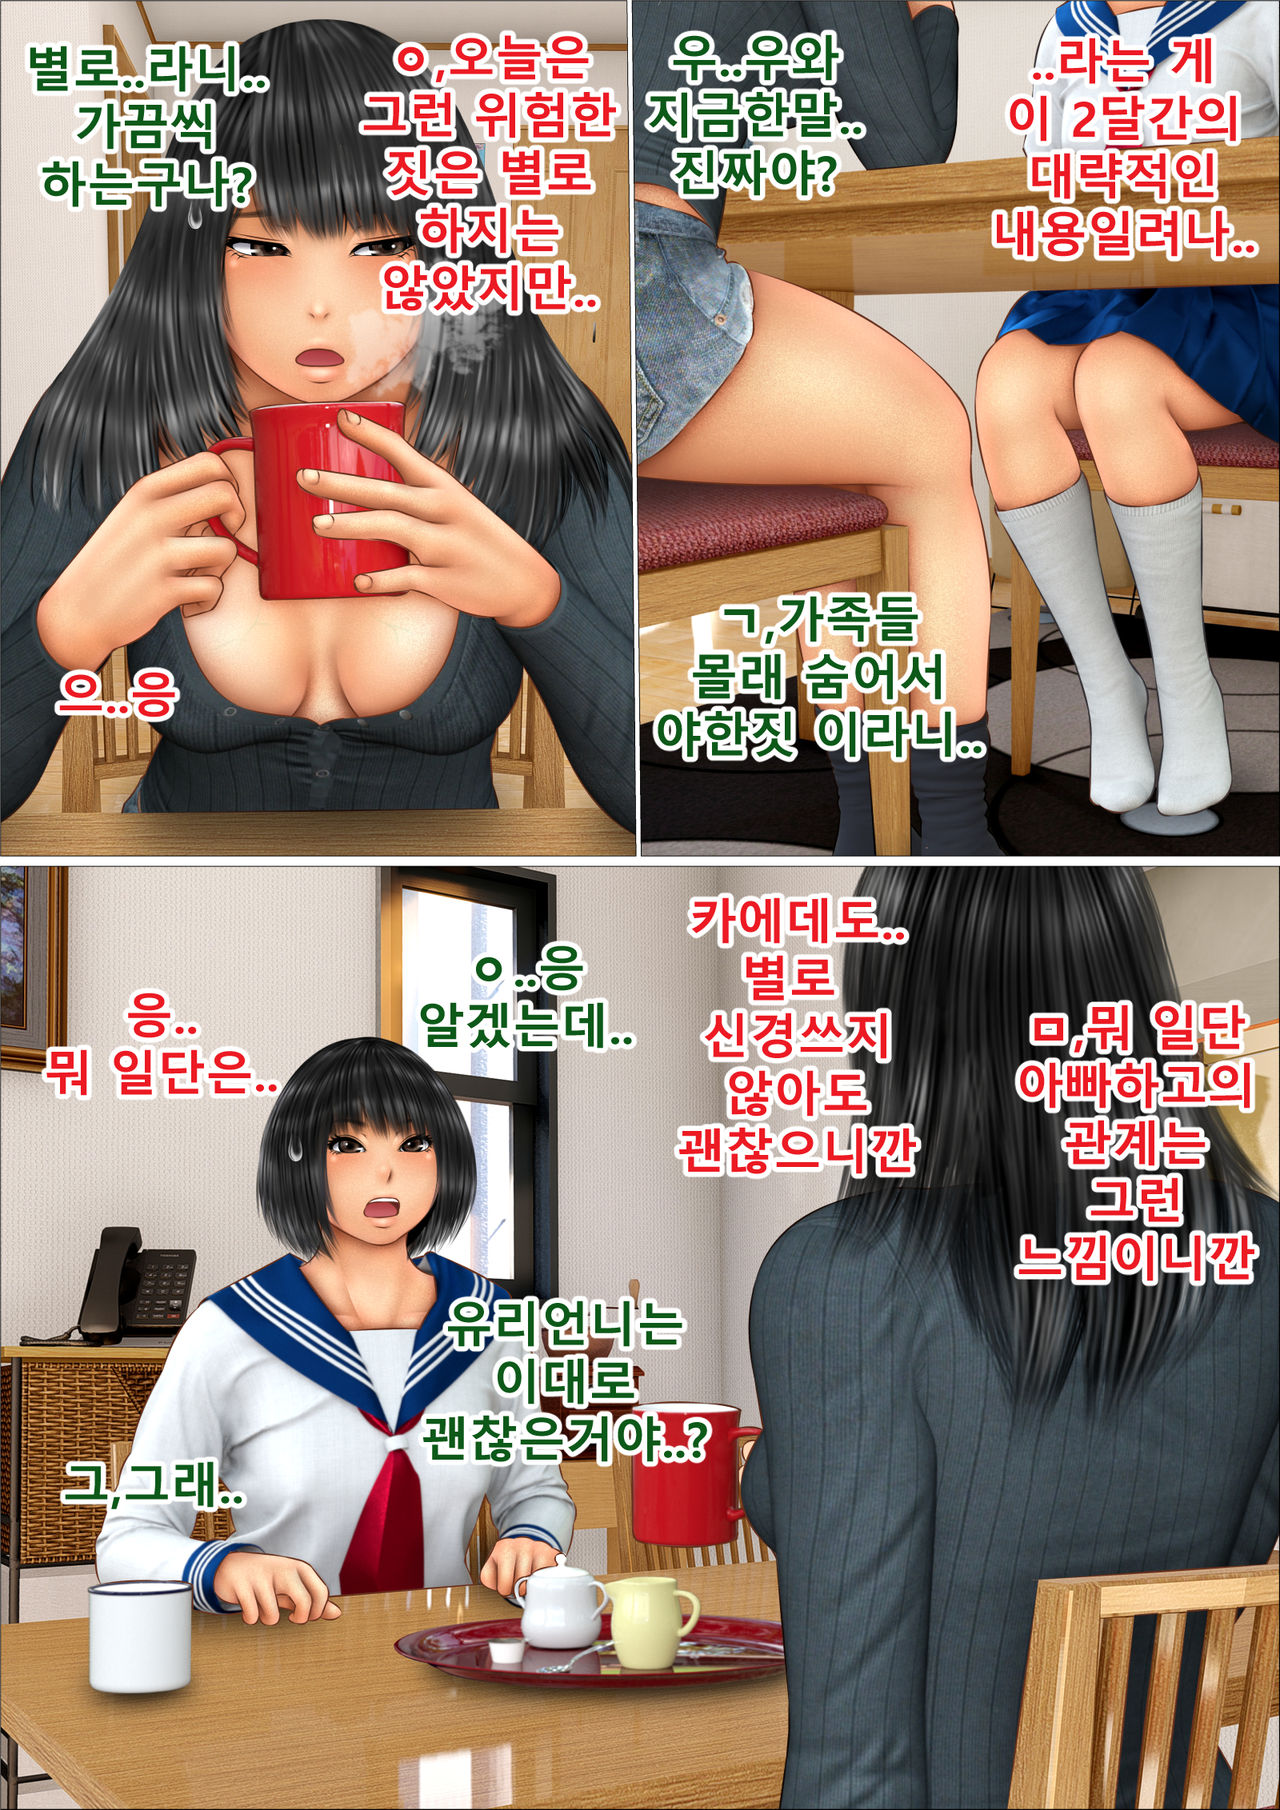 ..라는 게
이 2달간의
대략적인
내용일려나..
우..우와
지금한말..
진짜야?
ㄱ,가족들
몰래 숨어서
야한짓 이라니..
ㅇ,오늘은
그런 위험한
짓은 별로
하지는
않았지만..
별로..라니..
가끔씩
하는구나?
으..응
ㅁ,뭐 일단
아빠하고의
관계는
그런
느낌이니깐
카에데도..
별로
신경쓰지
않아도
괜찮으니깐
ㅇ..응
알겠는데..
유리언니는
이대로
괜찮은거야..?
응..
뭐 일단은..
그,그래..
TOSHIBA